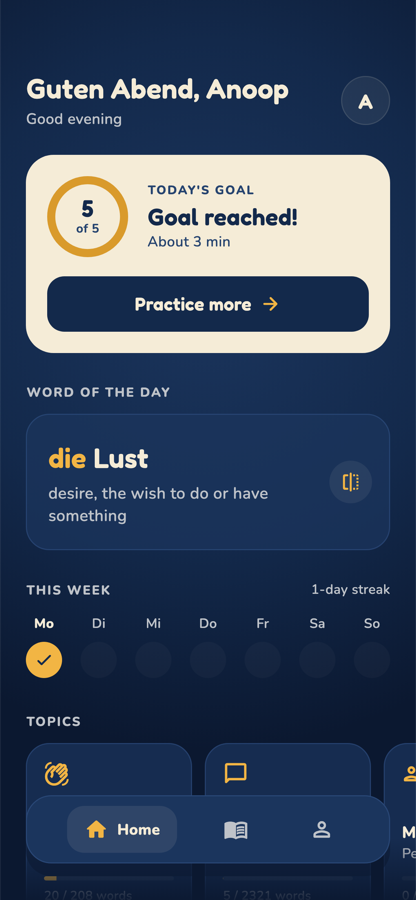 Guten Abend, Anoop
Good evening
A
5
of 5
TODAY'S GOAL
Goal reached!
About 3 min
Practice more
WORD OF THE DAY
die Lust
desire, the wish to do or have
something
THIS WEEK
1-day streak
Mo Di Mi Do Fr Sa So
TOPICS
Home
20 / 208 words
5 / 2321 words